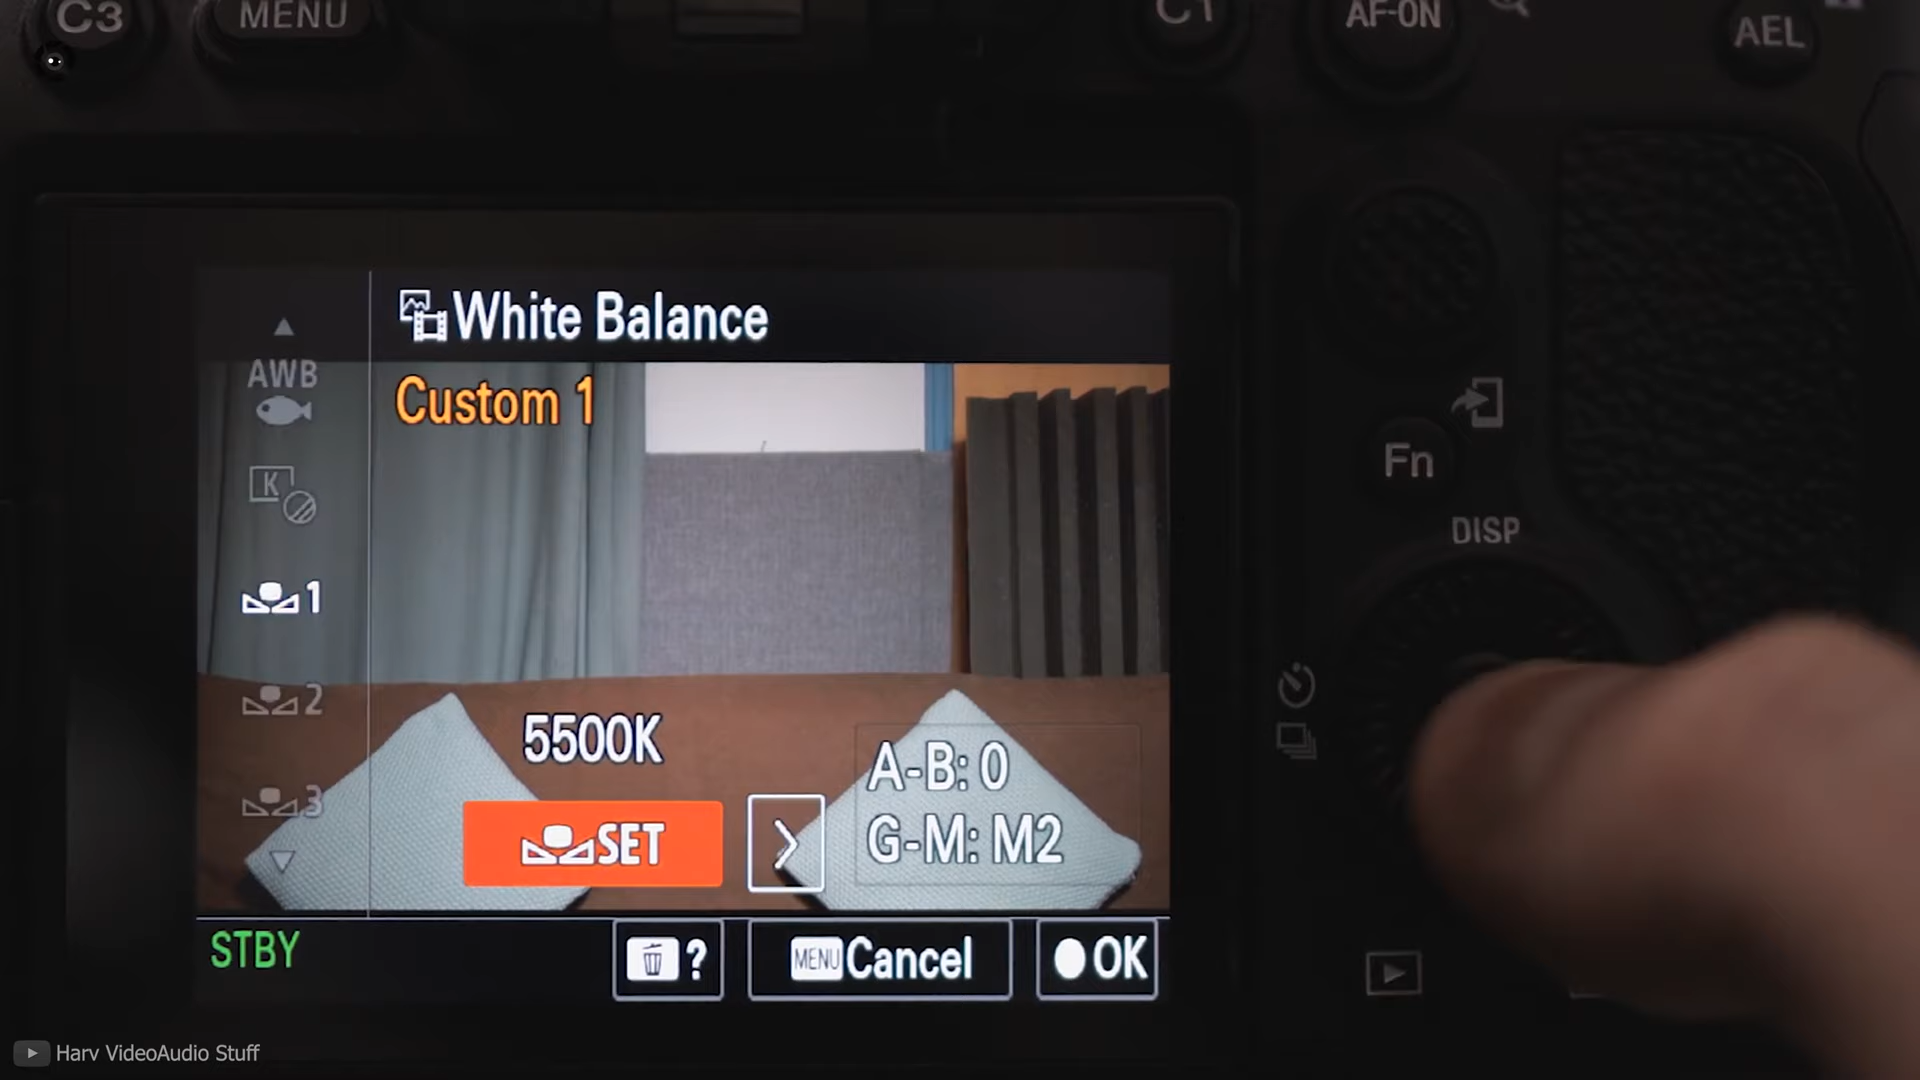 C3
MENU
C1
AF-ON
AEL
White Balance
AWB
Custom 1
K
1
2
3
5500K
SET
A-B: 0
G-M: M2
STBY
?
MENU Cancel
OK
Fn
DISP
Harv VideoAudio Stuff